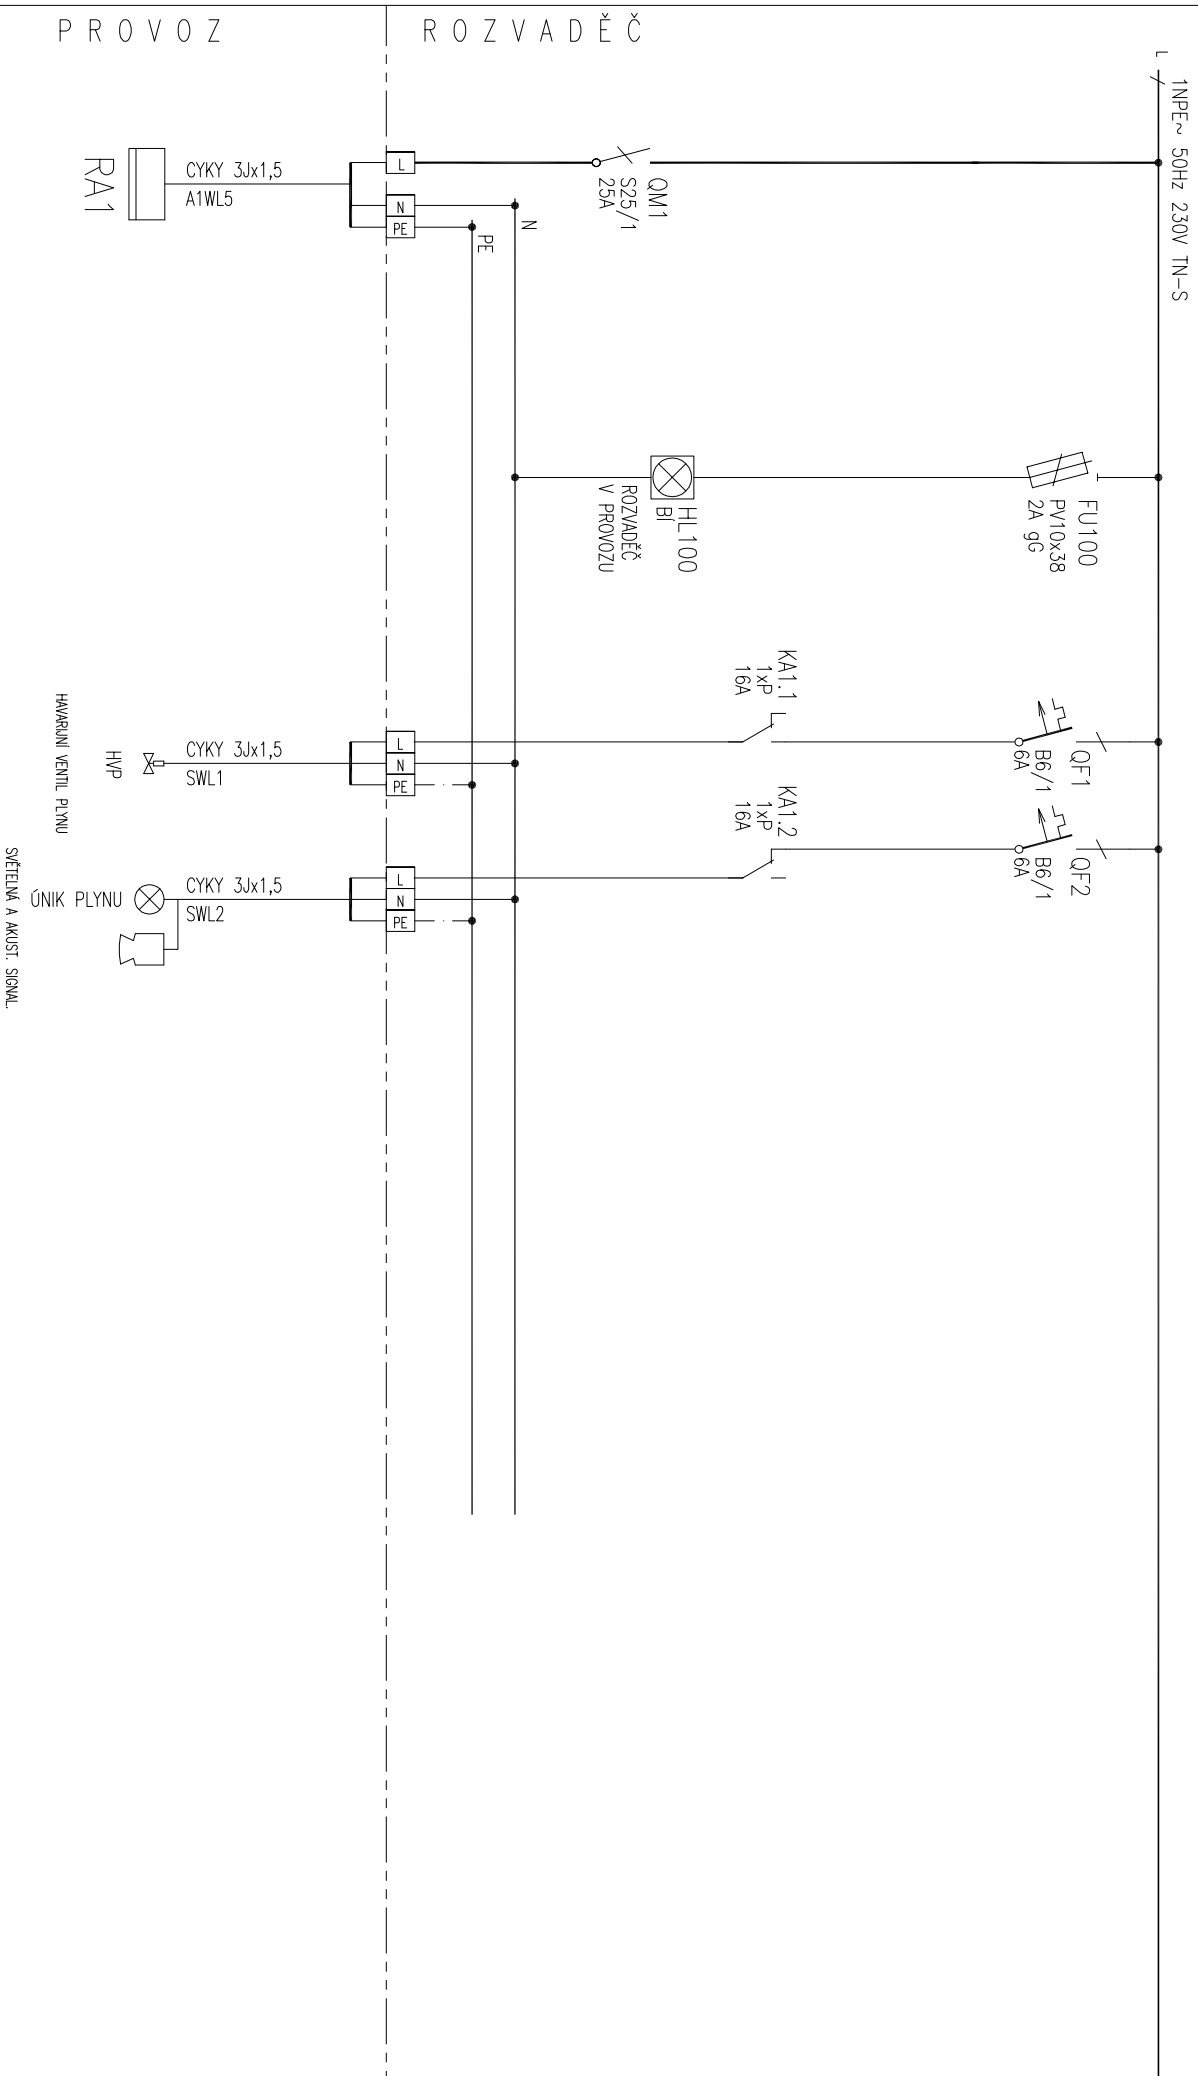 P R O V O Z
R O Z V A D Ě Č
L
1NPE~ 50Hz 230V TN-S
QM1
S25/1
25A
N
PE
L
N
PE
CYKY 3Jx1,5
A1WL5
RA1
FU100
PV10x38
2A gG
HL100
BÍ
ROZVADĚČ
V PROVOZU
QF1
B6/1
6A
KA1.1
1xP
16A
L
N
PE
CYKY 3Jx1,5
SWL1
HVP
HAVARIJNÍ VENTIL PLYNU
QF2
B6/1
6A
KA1.2
1xP
16A
L
N
PE
CYKY 3Jx1,5
SWL2
ÚNIK PLYNU
SVĚTELNÁ A AKUST. SIGNAL.